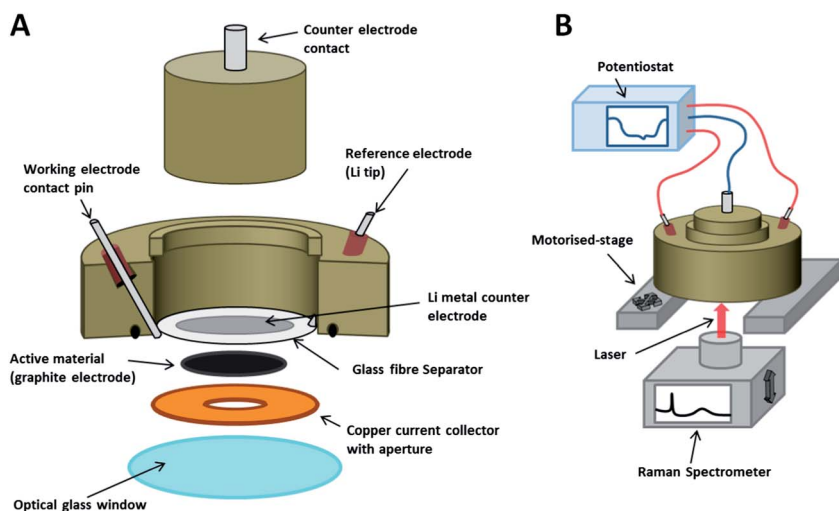 A
Counter electrode
contact
Working electrode
contact pin
Reference electrode
(Li tip)
Li metal counter
electrode
Active material
(graphite electrode)
Glass fibre Separator
Copper current collector
with aperture
Optical glass window
B
Potentiostat
Motorised-stage
Laser
Raman Spectrometer